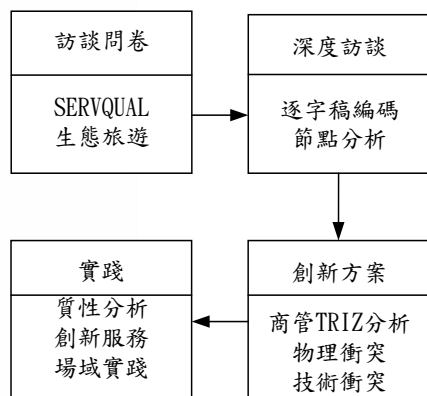 訪談問卷
SERVQUAL
生態旅遊
深度訪談
逐字稿編碼
節點分析
創新方案
商管TRIZ分析
物理衝突
技術衝突
實踐
質性分析
創新服務
場域實踐